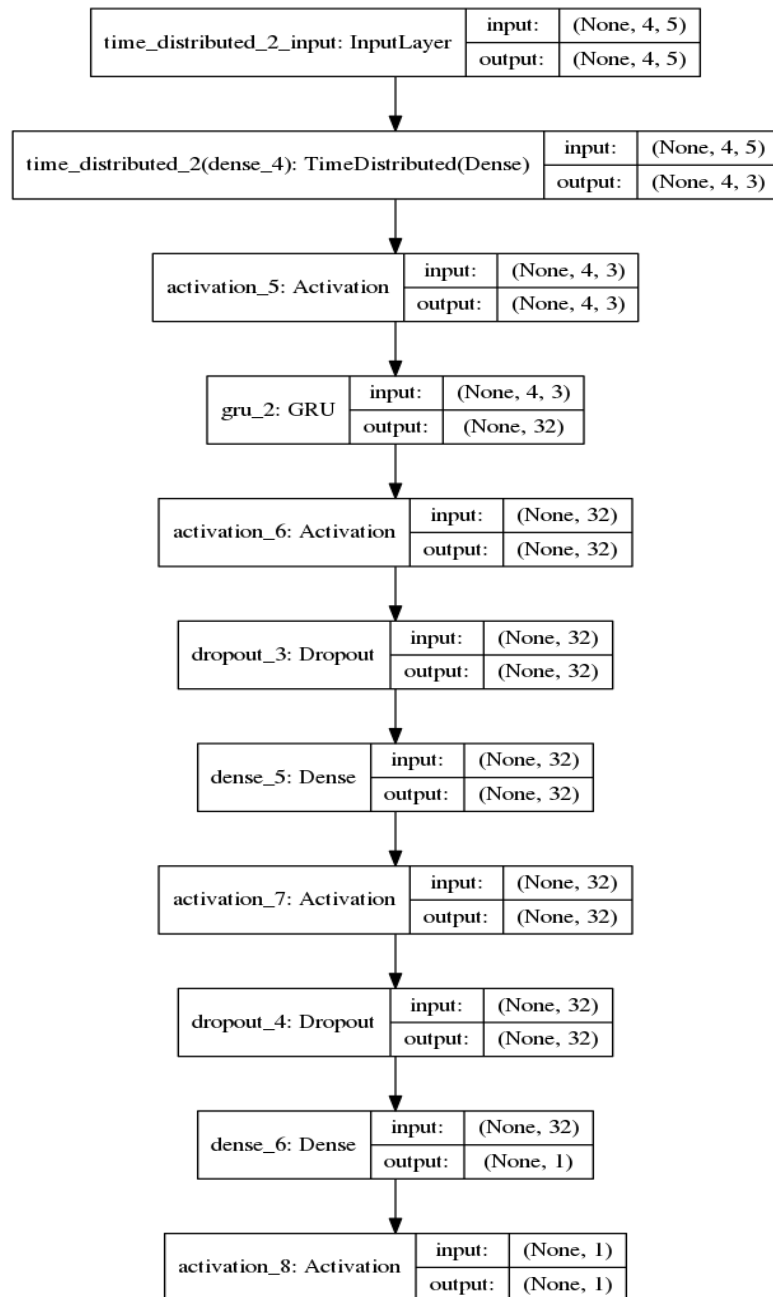 time_distributed_2_input: InputLayer
input: (None, 4, 5)
output: (None, 4, 5)
time_distributed_2(dense_4): TimeDistributed(Dense)
input: (None, 4, 5)
output: (None, 4, 3)
activation_5: Activation
input: (None, 4, 3)
output: (None, 4, 3)
gru_2: GRU
input: (None, 4, 3)
output: (None, 32)
activation_6: Activation
input: (None, 32)
output: (None, 32)
dropout_3: Dropout
input: (None, 32)
output: (None, 32)
dense_5: Dense
input: (None, 32)
output: (None, 32)
activation_7: Activation
input: (None, 32)
output: (None, 32)
dropout_4: Dropout
input: (None, 32)
output: (None, 32)
dense_6: Dense
input: (None, 32)
output: (None, 1)
activation_8: Activation
input: (None, 1)
output: (None, 1)